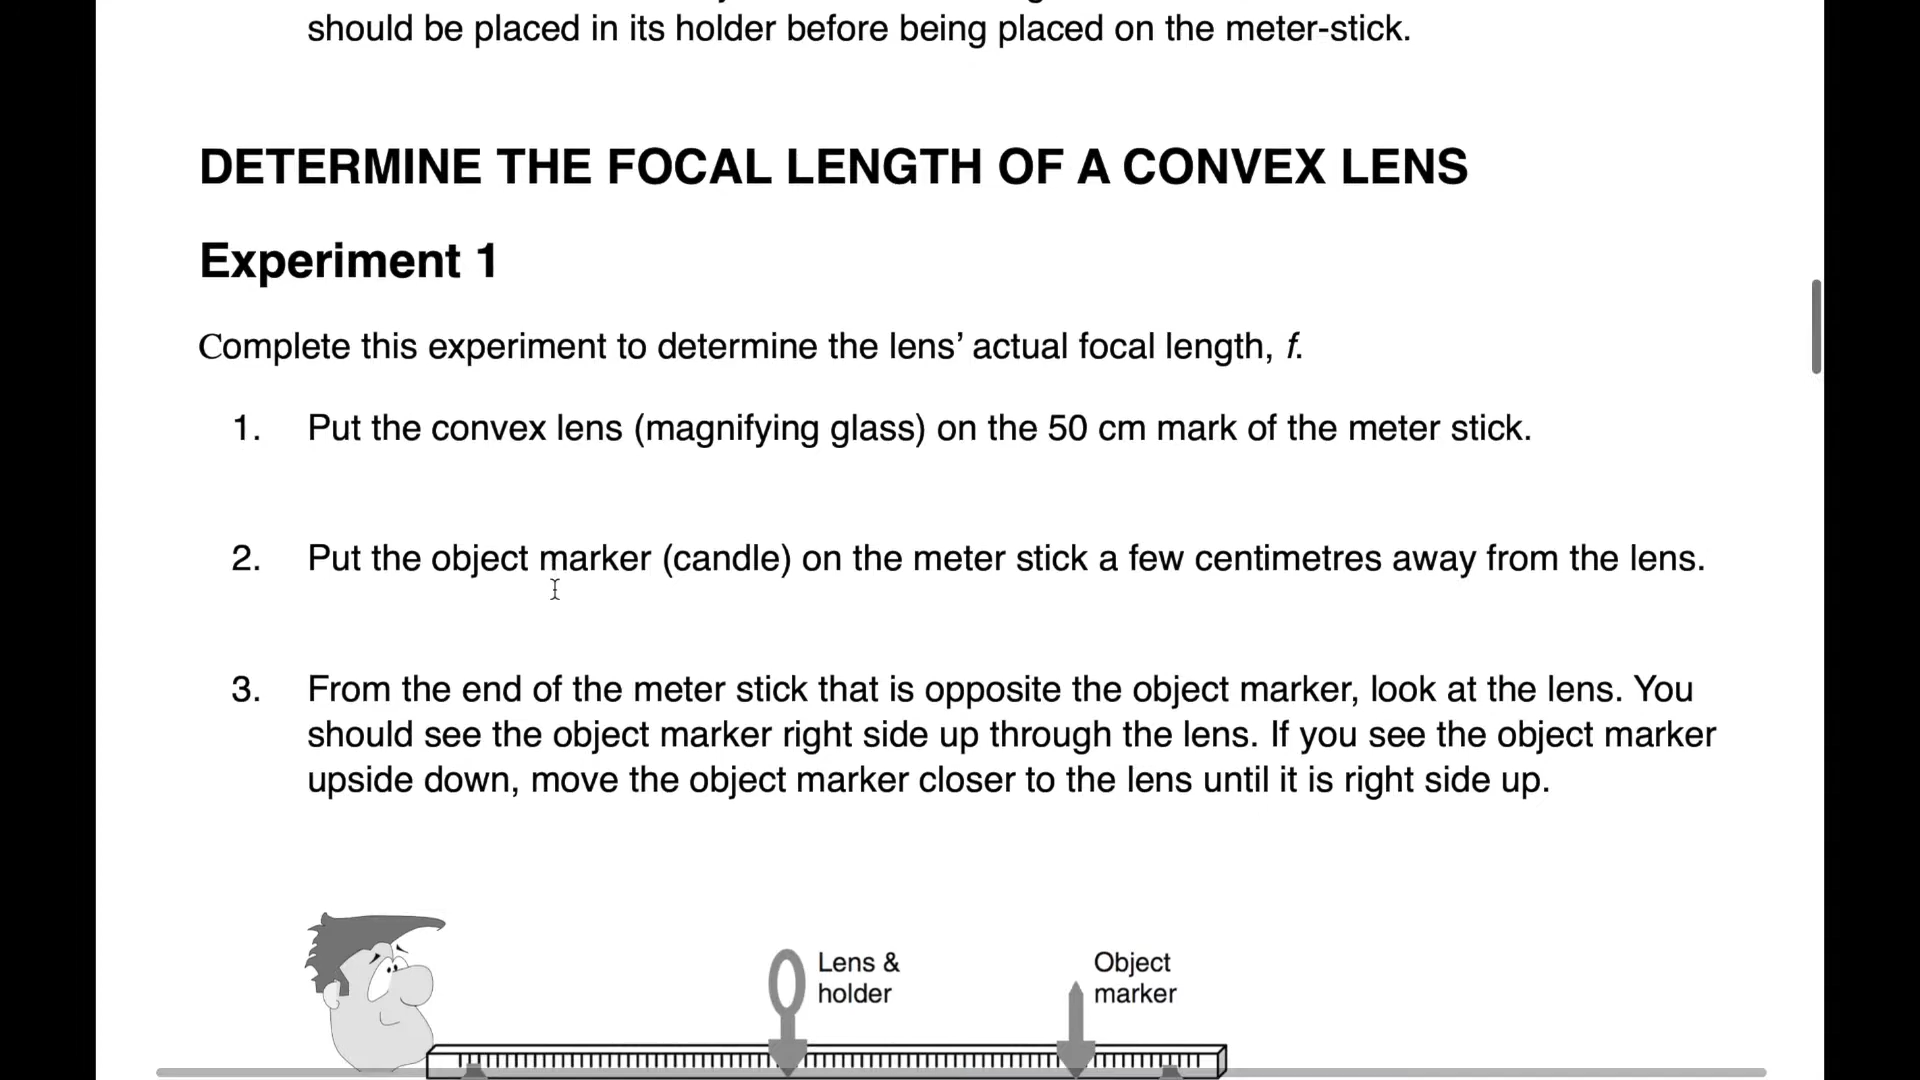 should be placed in its holder before being placed on the meter-stick.
DETERMINE THE FOCAL LENGTH OF A CONVEX LENS
Experiment 1
Complete this experiment to determine the lens’ actual focal length, f.
1. Put the convex lens (magnifying glass) on the 50 cm mark of the meter stick.
2. Put the object marker (candle) on the meter stick a few centimetres away from the lens.
3. From the end of the meter stick that is opposite the object marker, look at the lens. You
should see the object marker right side up through the lens. If you see the object marker
upside down, move the object marker closer to the lens until it is right side up.
Lens &
holder
Object
marker